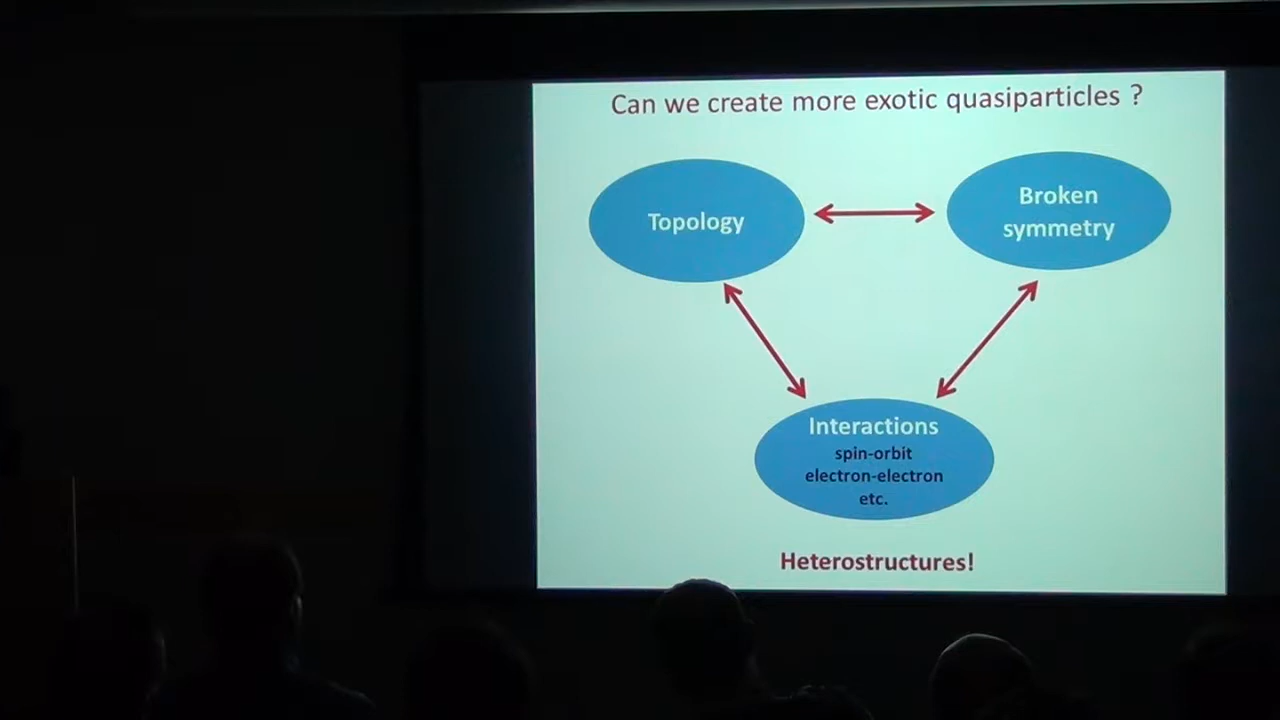 Can we create more exotic quasiparticles ?
Topology
Broken
symmetry
Interactions
spin-orbit
electron-electron
etc.
Heterostructures!